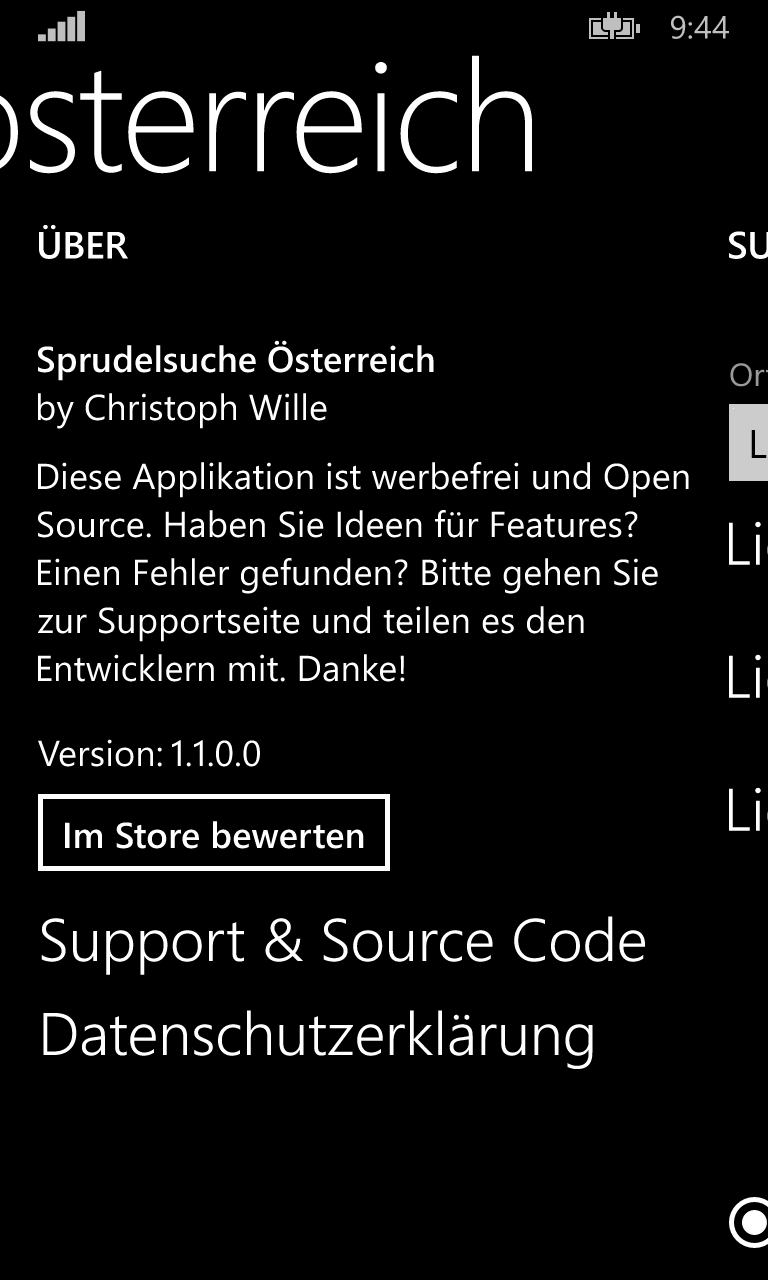 9:44
österreich
ÜBER
SU
Sprudelsuche Österreich
by Christoph Wille
Diese Applikation ist werbefrei und Open
Source. Haben Sie Ideen für Features?
Einen Fehler gefunden? Bitte gehen Sie
zur Supportseite und teilen es den
Entwicklern mit. Danke!
Version: 1.1.0.0
Im Store bewerten
Support & Source Code
Datenschutzerklärung
Ort
L
Li
Li
Li